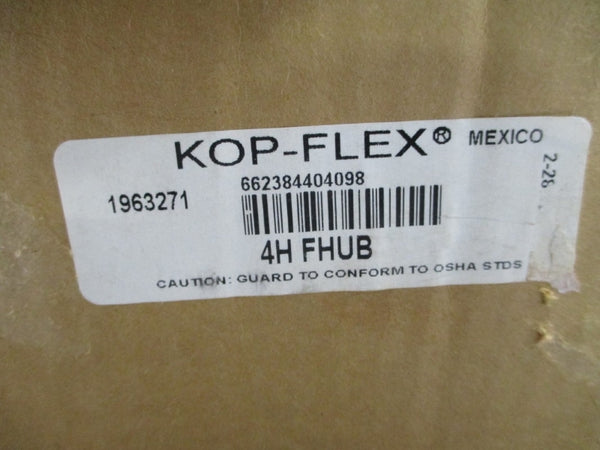 KOP-FLEX® MEXICO
1963271
662384404098
2-28
4H FHUB
CAUTION: GUARD TO CONFORM TO OSHA STDS